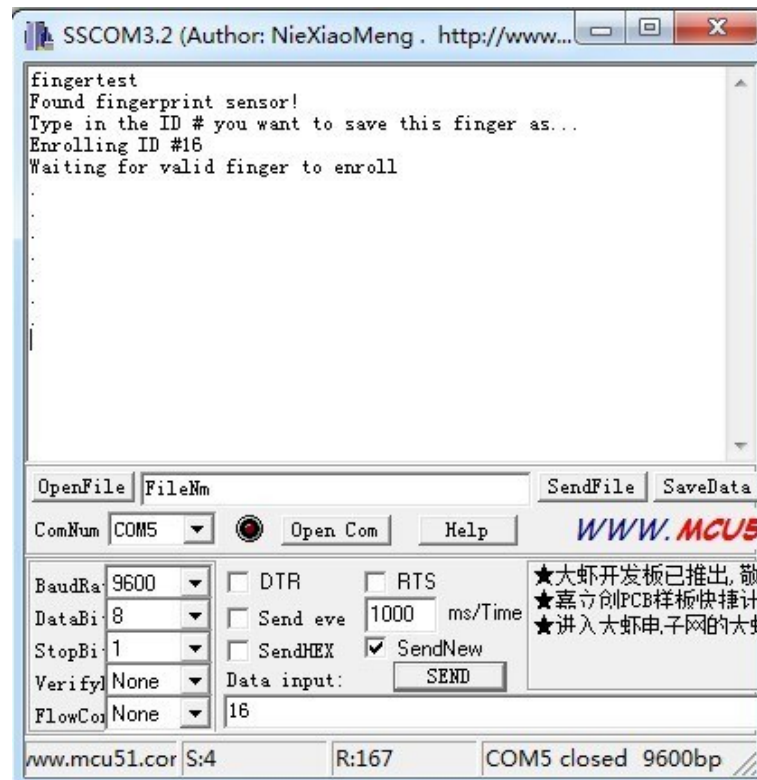 SSCOM3.2 (Author: NieXiaoMeng . http://www...
fingertest
Found fingerprint sensor!
Type in the ID # you want to save this finger as...
Enrolling ID #16
Waiting for valid finger to enroll
.
.
.
.
.
.
.
OpenFile FileNm SendFile SaveData
ComNum COM5 Open Com Help WWW. MCU5
BaudRa 9600 DTR RTS
DataBi 8 Send eve 1000 ms/Time
StopBi 1 SendHEX SendNew
Verify None Data input: SEND
FlowCo None 16
★大虾开发板已推出, 敬
★嘉立创PCB样板快捷计
★进入大虾电子网的大虾
www.mcu51.cor S:4 R:167 COM5 closed 9600bp